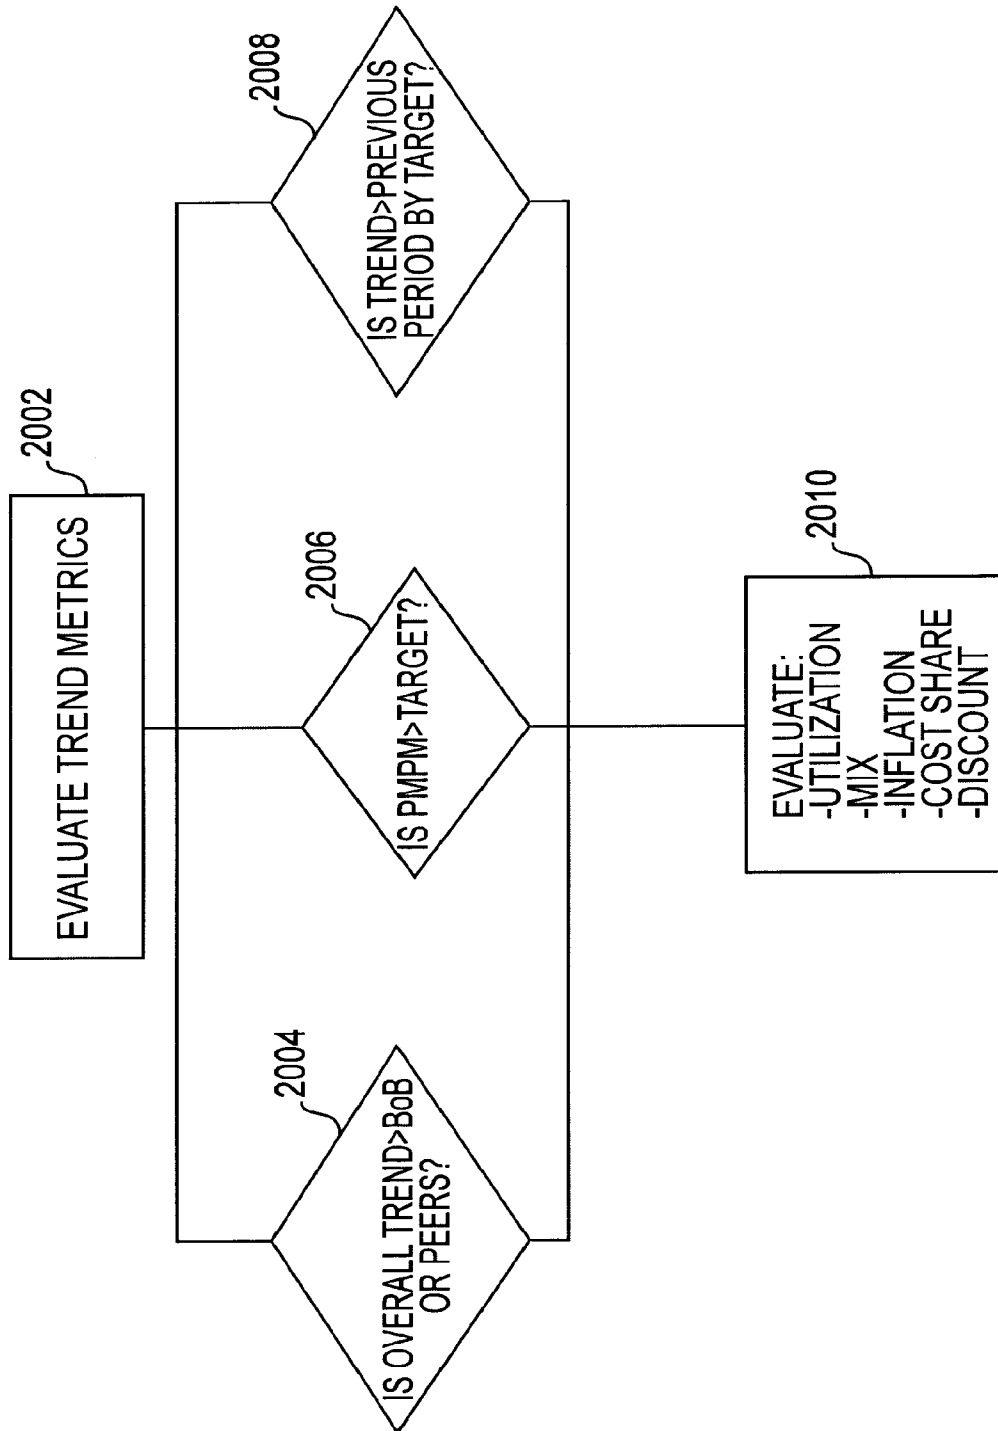 EVALUATE TREND METRICS
2002
IS OVERALL TREND>BoB
OR PEERS?
2004
IS PMPM>TARGET?
2006
IS TREND>PREVIOUS
PERIOD BY TARGET?
2008
EVALUATE:
-UTILIZATION
-MIX
-INFLATION
-COST SHARE
-DISCOUNT
2010